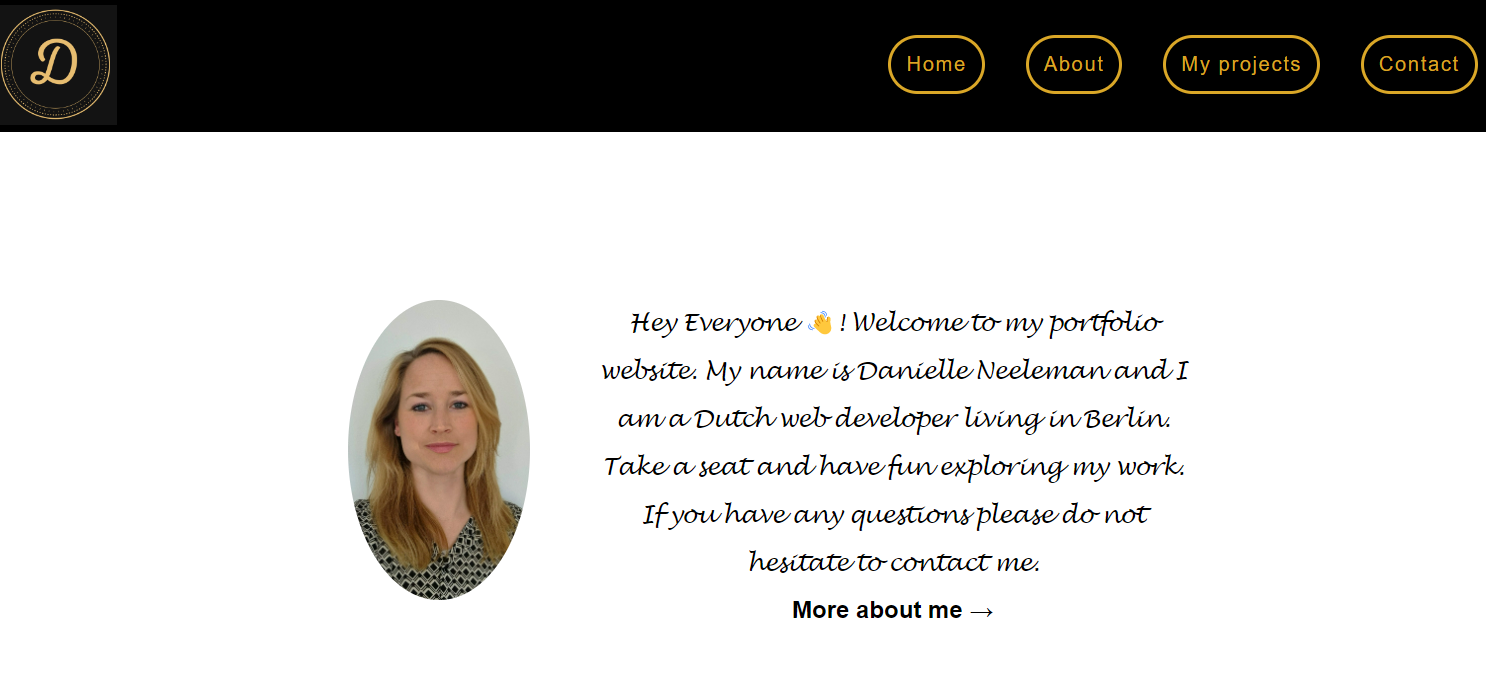 D
Home About My projects Contact
Hey Everyone 👋 ! Welcome to my portfolio
website. My name is Danielle Neeleman and I
am a Dutch web developer living in Berlin.
Take a seat and have fun exploring my work.
If you have any questions please do not
hesitate to contact me.
More about me →